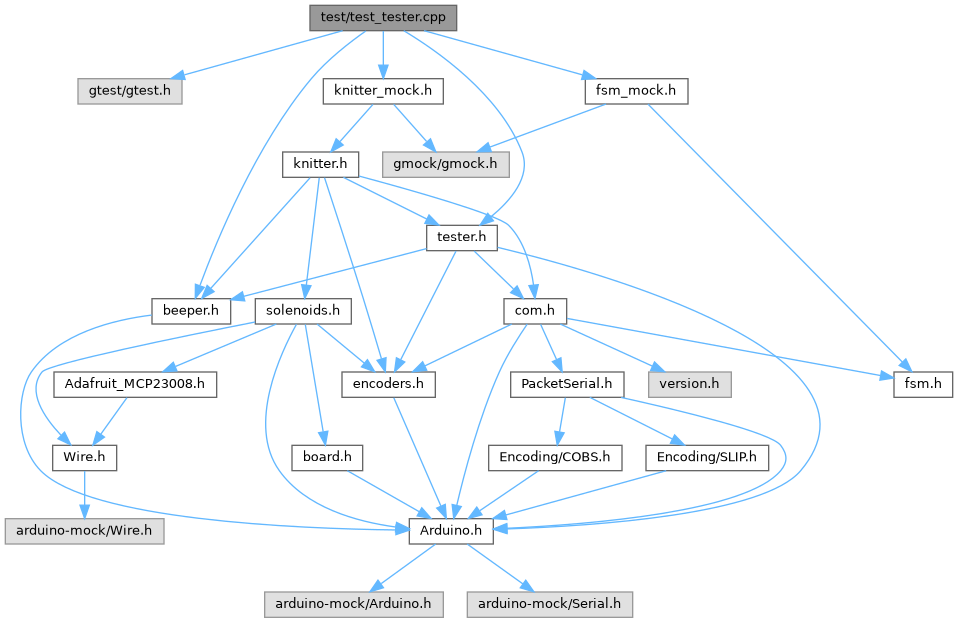 test/test_tester.cpp
gtest/gtest.h
knitter_mock.h
fsm_mock.h
knitter.h
gmock/gmock.h
tester.h
beeper.h
solenoids.h
com.h
Adafruit_MCP23008.h
encoders.h
PacketSerial.h
version.h
fsm.h
Wire.h
board.h
Encoding/COBS.h
Encoding/SLIP.h
arduino-mock/Wire.h
Arduino.h
arduino-mock/Arduino.h
arduino-mock/Serial.h